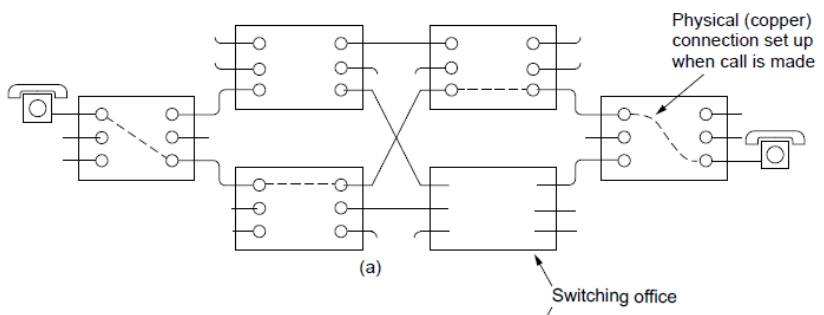 Physical (copper)
connection set up
when call is made
(a)
Switching office